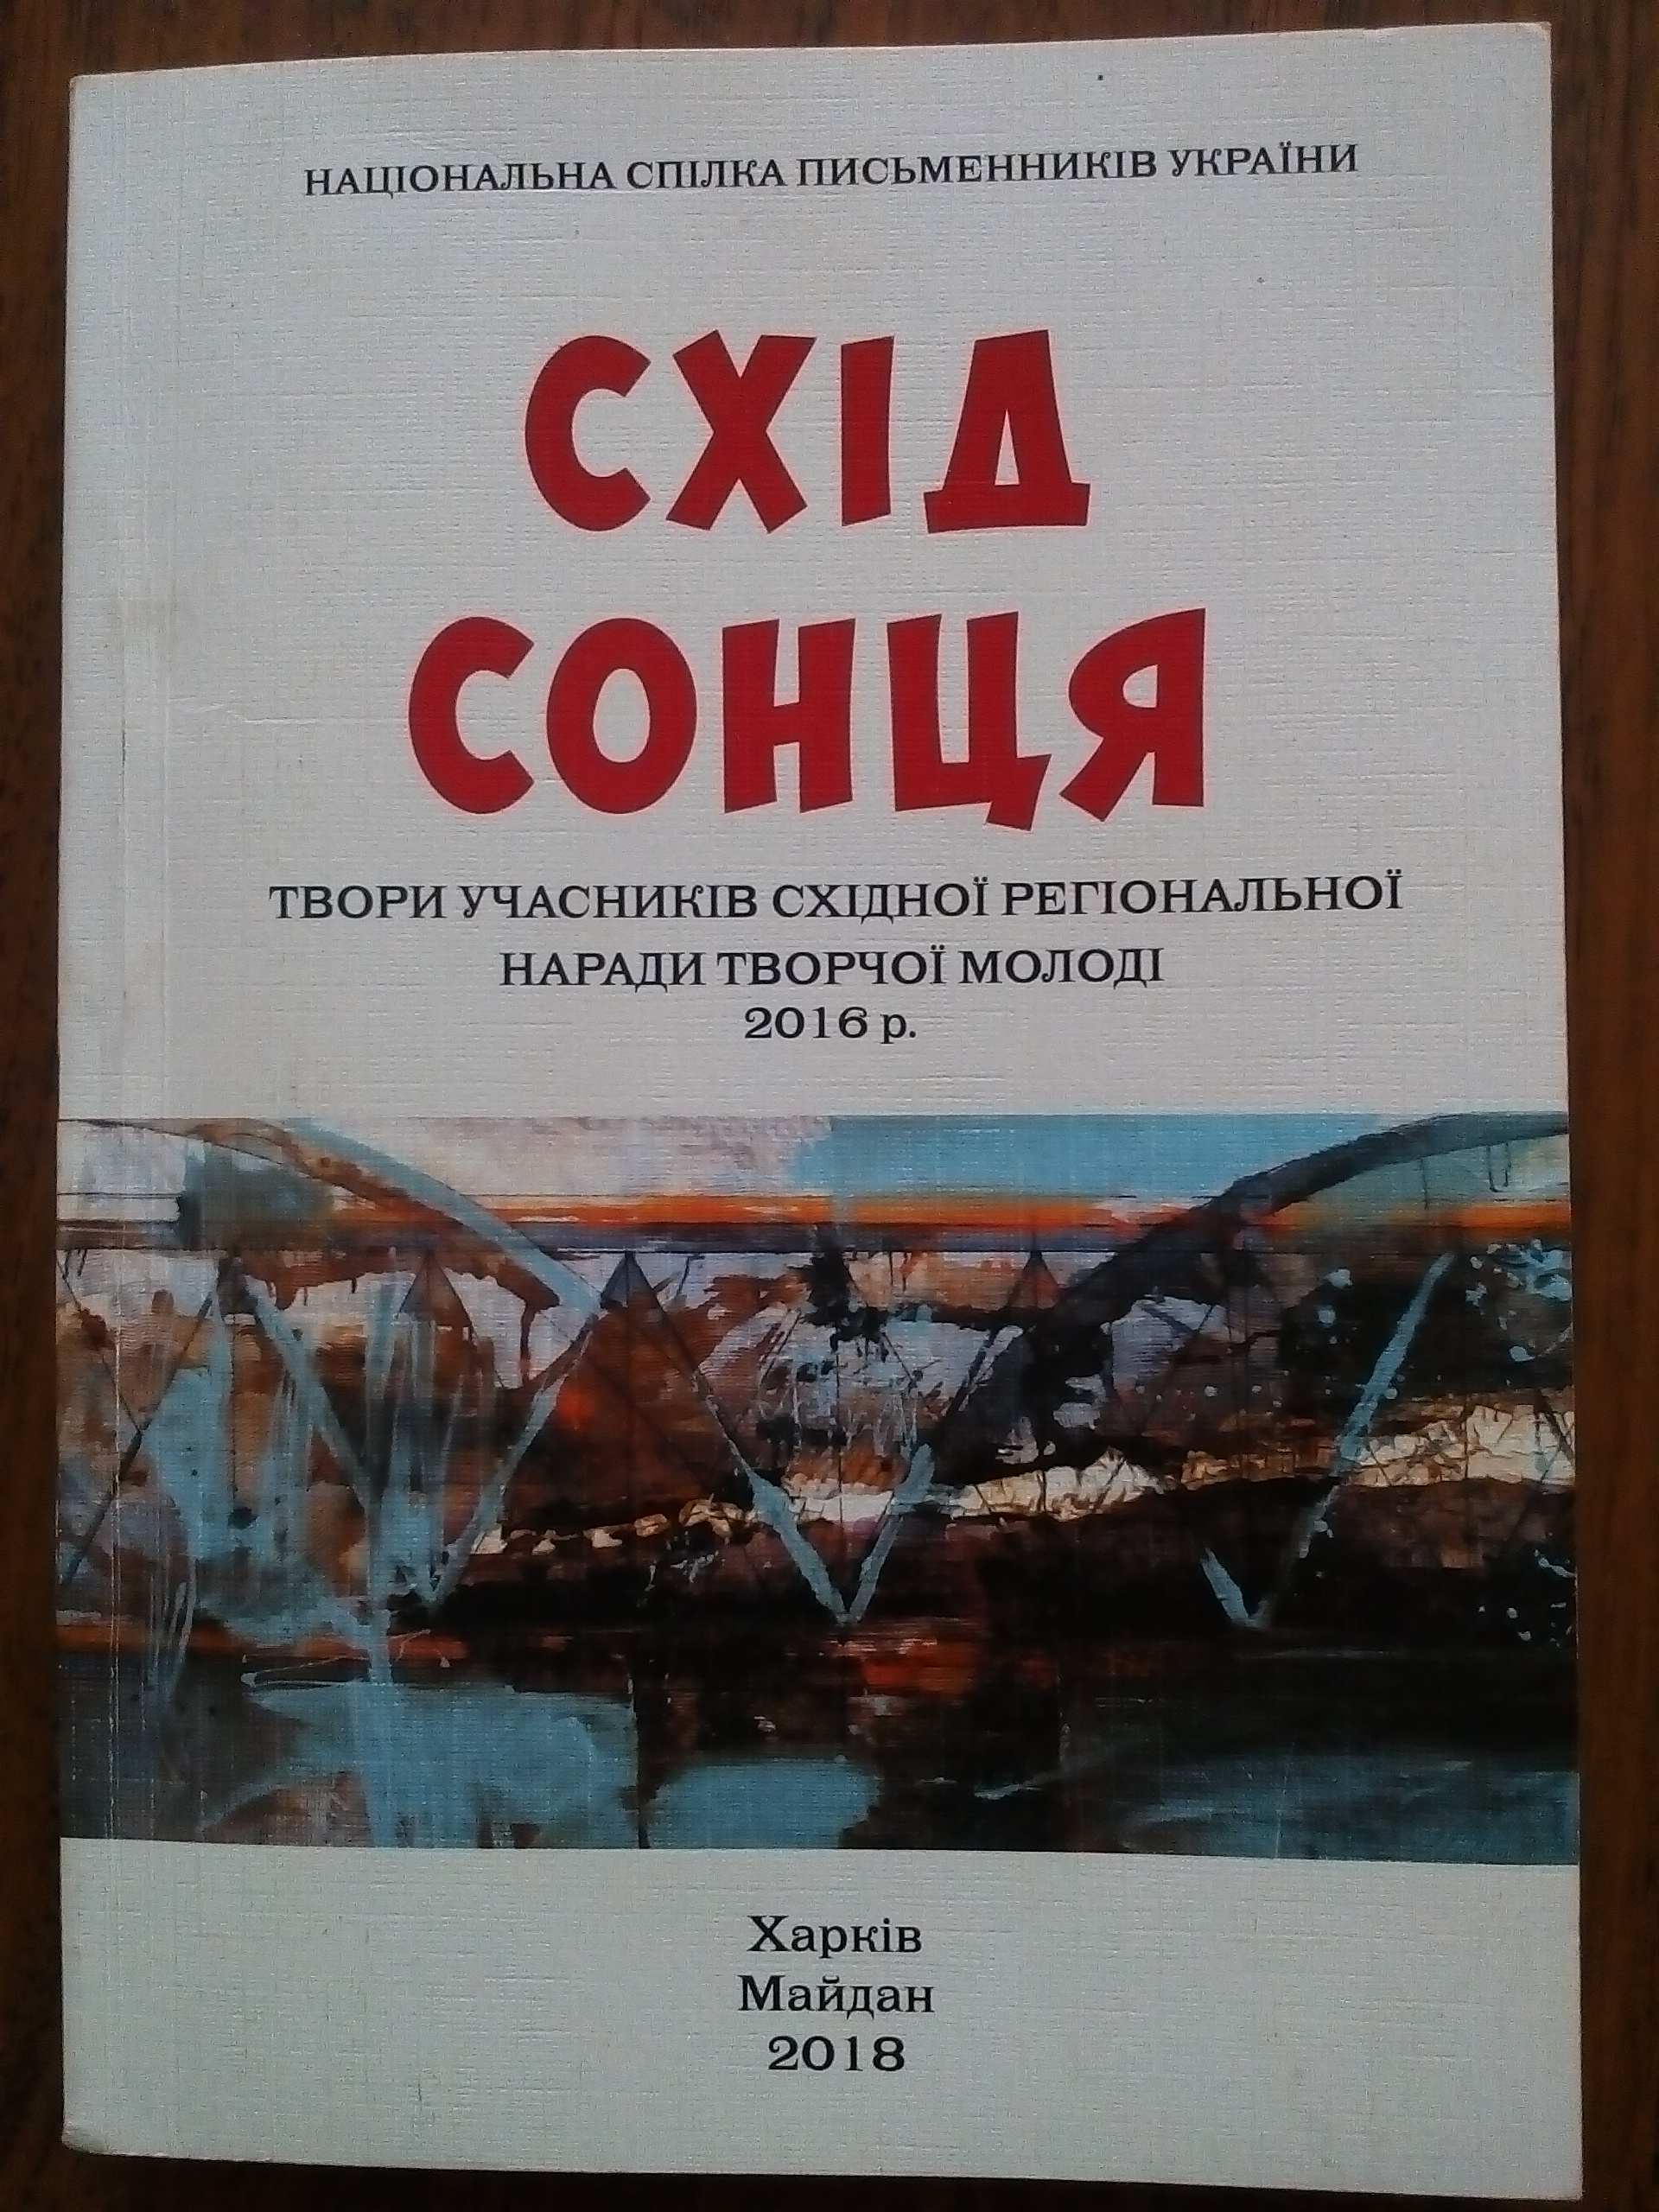 НАЦІОНАЛЬНА СПІЛКА ПИСЬМЕННИКІВ УКРАЇНИ
СХІД
СОНЦЯ
ТВОРИ УЧАСНИКІВ СХІДНОЇ РЕГІОНАЛЬНОЇ
НАРАДИ ТВОРЧОЇ МОЛОДІ
2016 р.
Харків
Майдан
2018